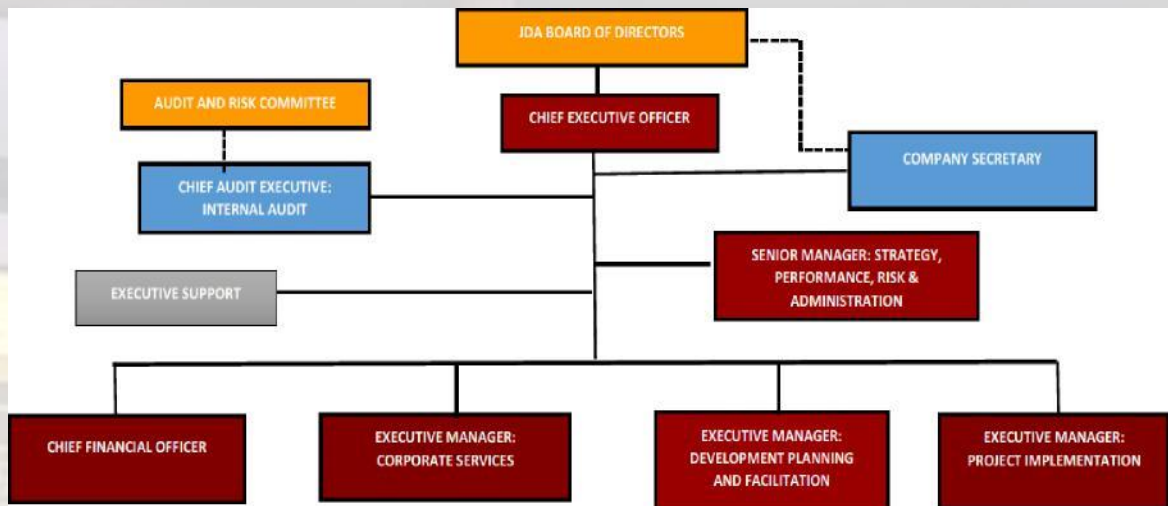 JDA BOARD OF DIRECTORS
AUDIT AND RISK COMMITTEE
CHIEF EXECUTIVE OFFICER
COMPANY SECRETARY
CHIEF AUDIT EXECUTIVE:
INTERNAL AUDIT
SENIOR MANAGER: STRATEGY,
PERFORMANCE, RISK &
ADMINISTRATION
EXECUTIVE SUPPORT
CHIEF FINANCIAL OFFICER
EXECUTIVE MANAGER:
CORPORATE SERVICES
EXECUTIVE MANAGER:
DEVELOPMENT PLANNING
AND FACILITATION
EXECUTIVE MANAGER:
PROJECT IMPLEMENTATION